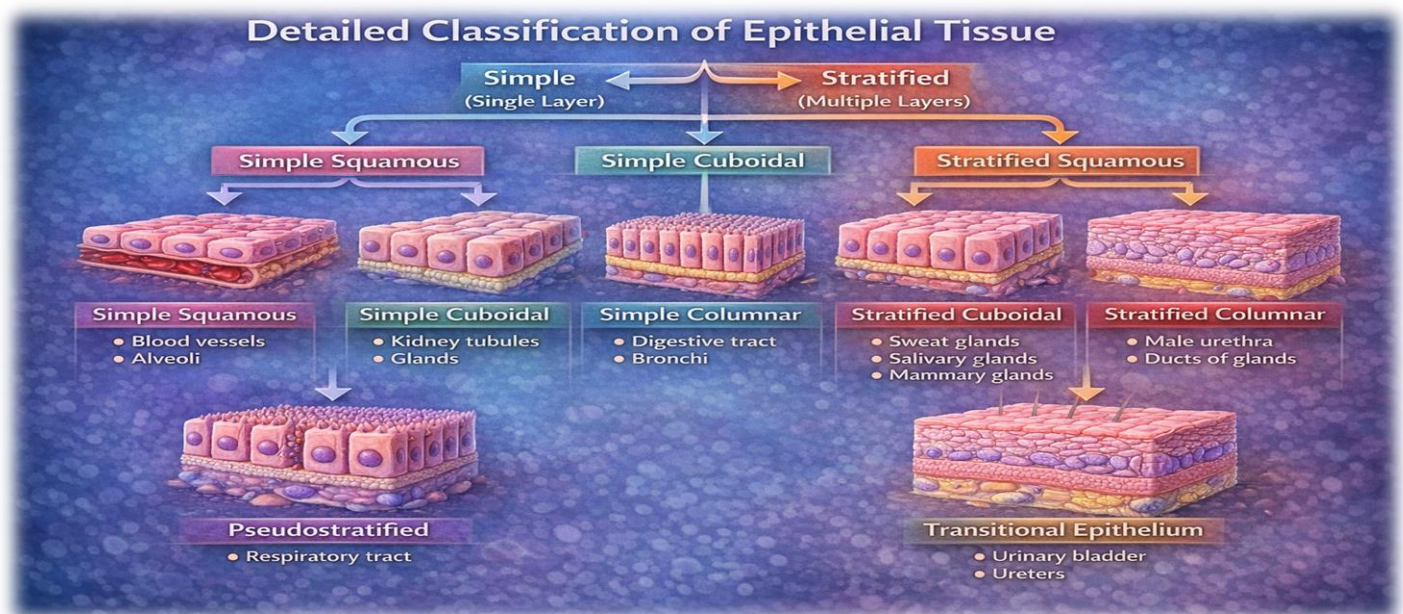 Detailed Classification of Epithelial Tissue
Simple
(Single Layer)
Stratified
(Multiple Layers)
Simple Squamous
Simple Cuboidal
Stratified Squamous
Simple Squamous
• Blood vessels
• Alveoli
Simple Cuboidal
• Kidney tubules
• Glands
Simple Columnar
• Digestive tract
• Bronchi
Stratified Cuboidal
• Sweat glands
• Salivary glands
• Mammary glands
Stratified Columnar
• Male urethra
• Ducts of glands
Pseudostratified
• Respiratory tract
Transitional Epithelium
• Urinary bladder
• Ureters